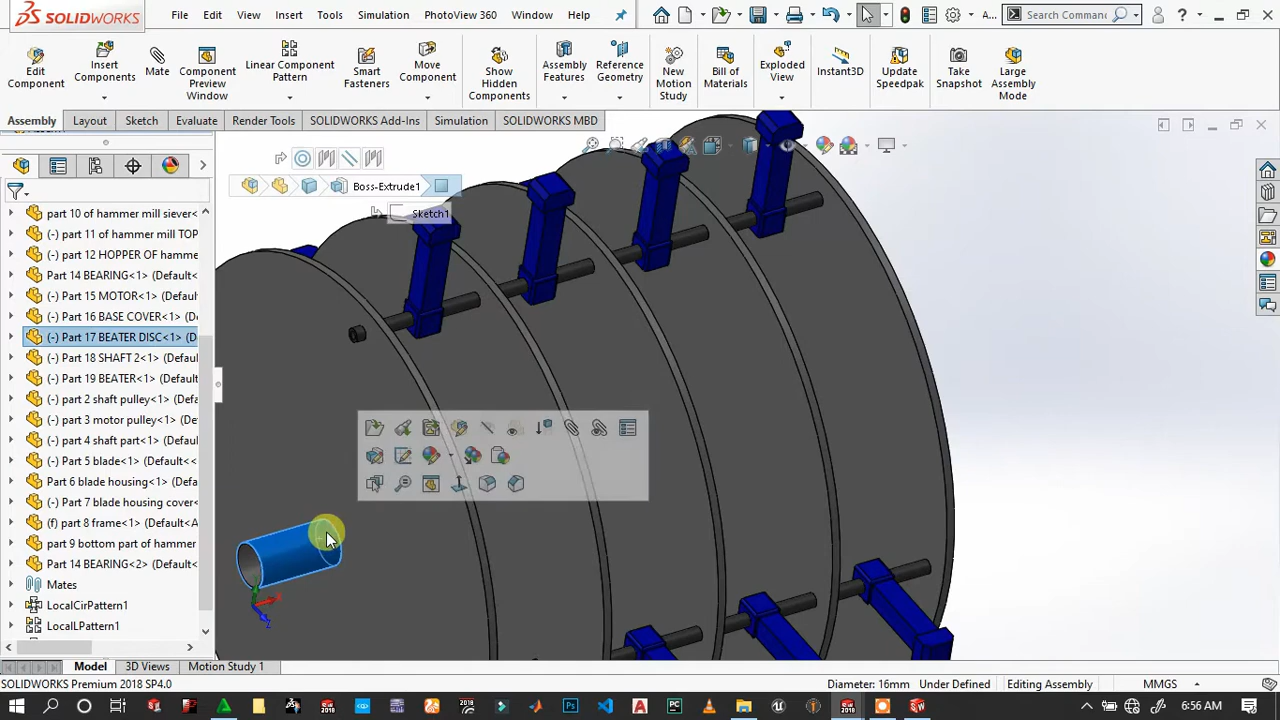 SOLIDWORKS File Edit View Insert Tools Simulation PhotoView 360 Window Help A... Search Comman
Edit Component
Insert Components
Mate
Component Preview Window
Linear Component Pattern
Smart Fasteners
Move Component
Show Hidden Components
Assembly Features
Reference Geometry
New Motion Study
Bill of Materials
Exploded View
Instant3D
Update Speedpak
Take Snapshot
Large Assembly Mode
Assembly Layout Sketch Evaluate Render Tools SOLIDWORKS Add-Ins Simulation SOLIDWORKS MBD
Boss-Extrude1
Sketch1
part 10 of hammer mill siever<
(-) part 11 of hammer mill TOP
(-) part 12 HOPPER OF hamme
Part 14 BEARING<1> (Default<
(-) Part 15 MOTOR<1> (Defaul
(-) Part 16 BASE COVER<1> (De
(-) Part 17 BEATER DISC<1> (D
(-) Part 18 SHAFT 2<1> (Defaul
(-) Part 19 BEATER<1> (Default
(-) part 2 shaft pulley<1> (Def
(-) part 3 motor pulley<1> (De
(-) part 4 shaft part<1> (Defaul
(-) Part 5 blade<1> (Default<<
Part 6 blade housing<1> (Defa
(-) Part 7 blade housing cover<
(f) part 8 frame<1> (Default<A
part 9 bottom part of hammer
Part 14 BEARING<2> (Default<
Mates
LocalCirPattern1
LocalLPattern1
Model 3D Views Motion Study 1
SOLIDWORKS Premium 2018 SP4.0 Diameter: 16mm Under Defined Editing Assembly MMGS
6:56 AM